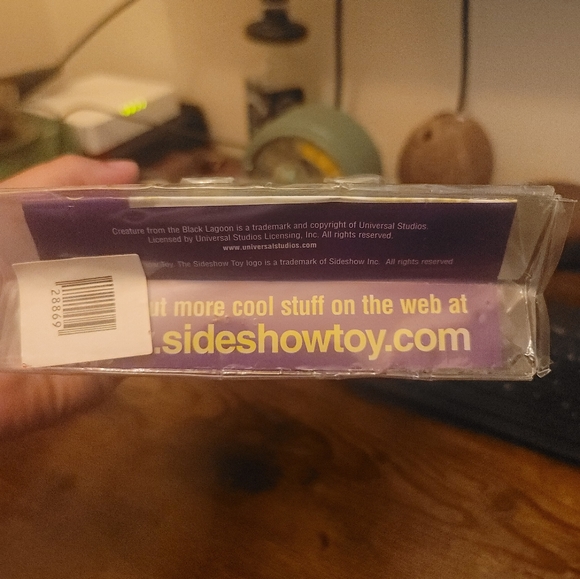 Creature from the Black Lagoon is a trademark and copyright of Universal Studios.
Licensed by Universal Studios Licensing, Inc. All rights reserved.
www.universalstudios.com
Toy. The Sideshow Toy logo is a trademark of Sideshow Inc. All rights reserved
ut more cool stuff on the web at
.sideshowtoy.com
28869